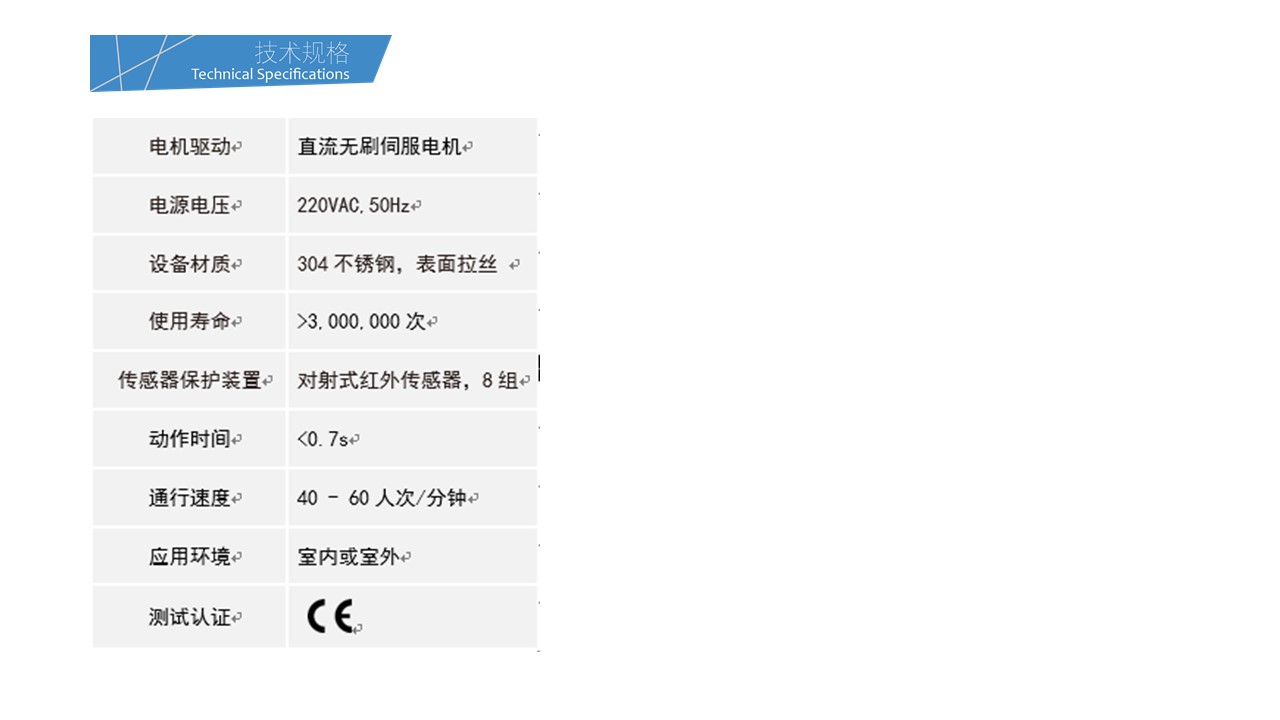 技术规格
Technical Specifications
电机驱动 直流无刷伺服电机
电源电压 220VAC,50Hz
设备材质 304 不锈钢，表面拉丝
使用寿命 >3,000,000 次
传感器保护装置 对射式红外传感器，8 组
动作时间 <0.7s
通行速度 40 - 60 人次/分钟
应用环境 室内或室外
测试认证 CE